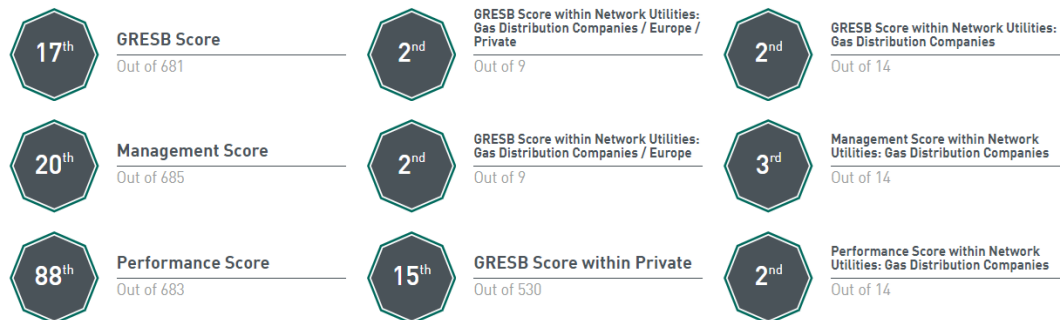 17th
GRESB Score
Out of 681
2nd
GRESB Score within Network Utilities:
Gas Distribution Companies / Europe /
Private
Out of 9
2nd
GRESB Score within Network Utilities:
Gas Distribution Companies
Out of 14
20th
Management Score
Out of 685
2nd
GRESB Score within Network Utilities:
Gas Distribution Companies / Europe
Out of 9
3rd
Management Score within Network
Utilities: Gas Distribution Companies
Out of 14
88th
Performance Score
Out of 683
15th
GRESB Score within Private
Out of 530
2nd
Performance Score within Network
Utilities: Gas Distribution Companies
Out of 14